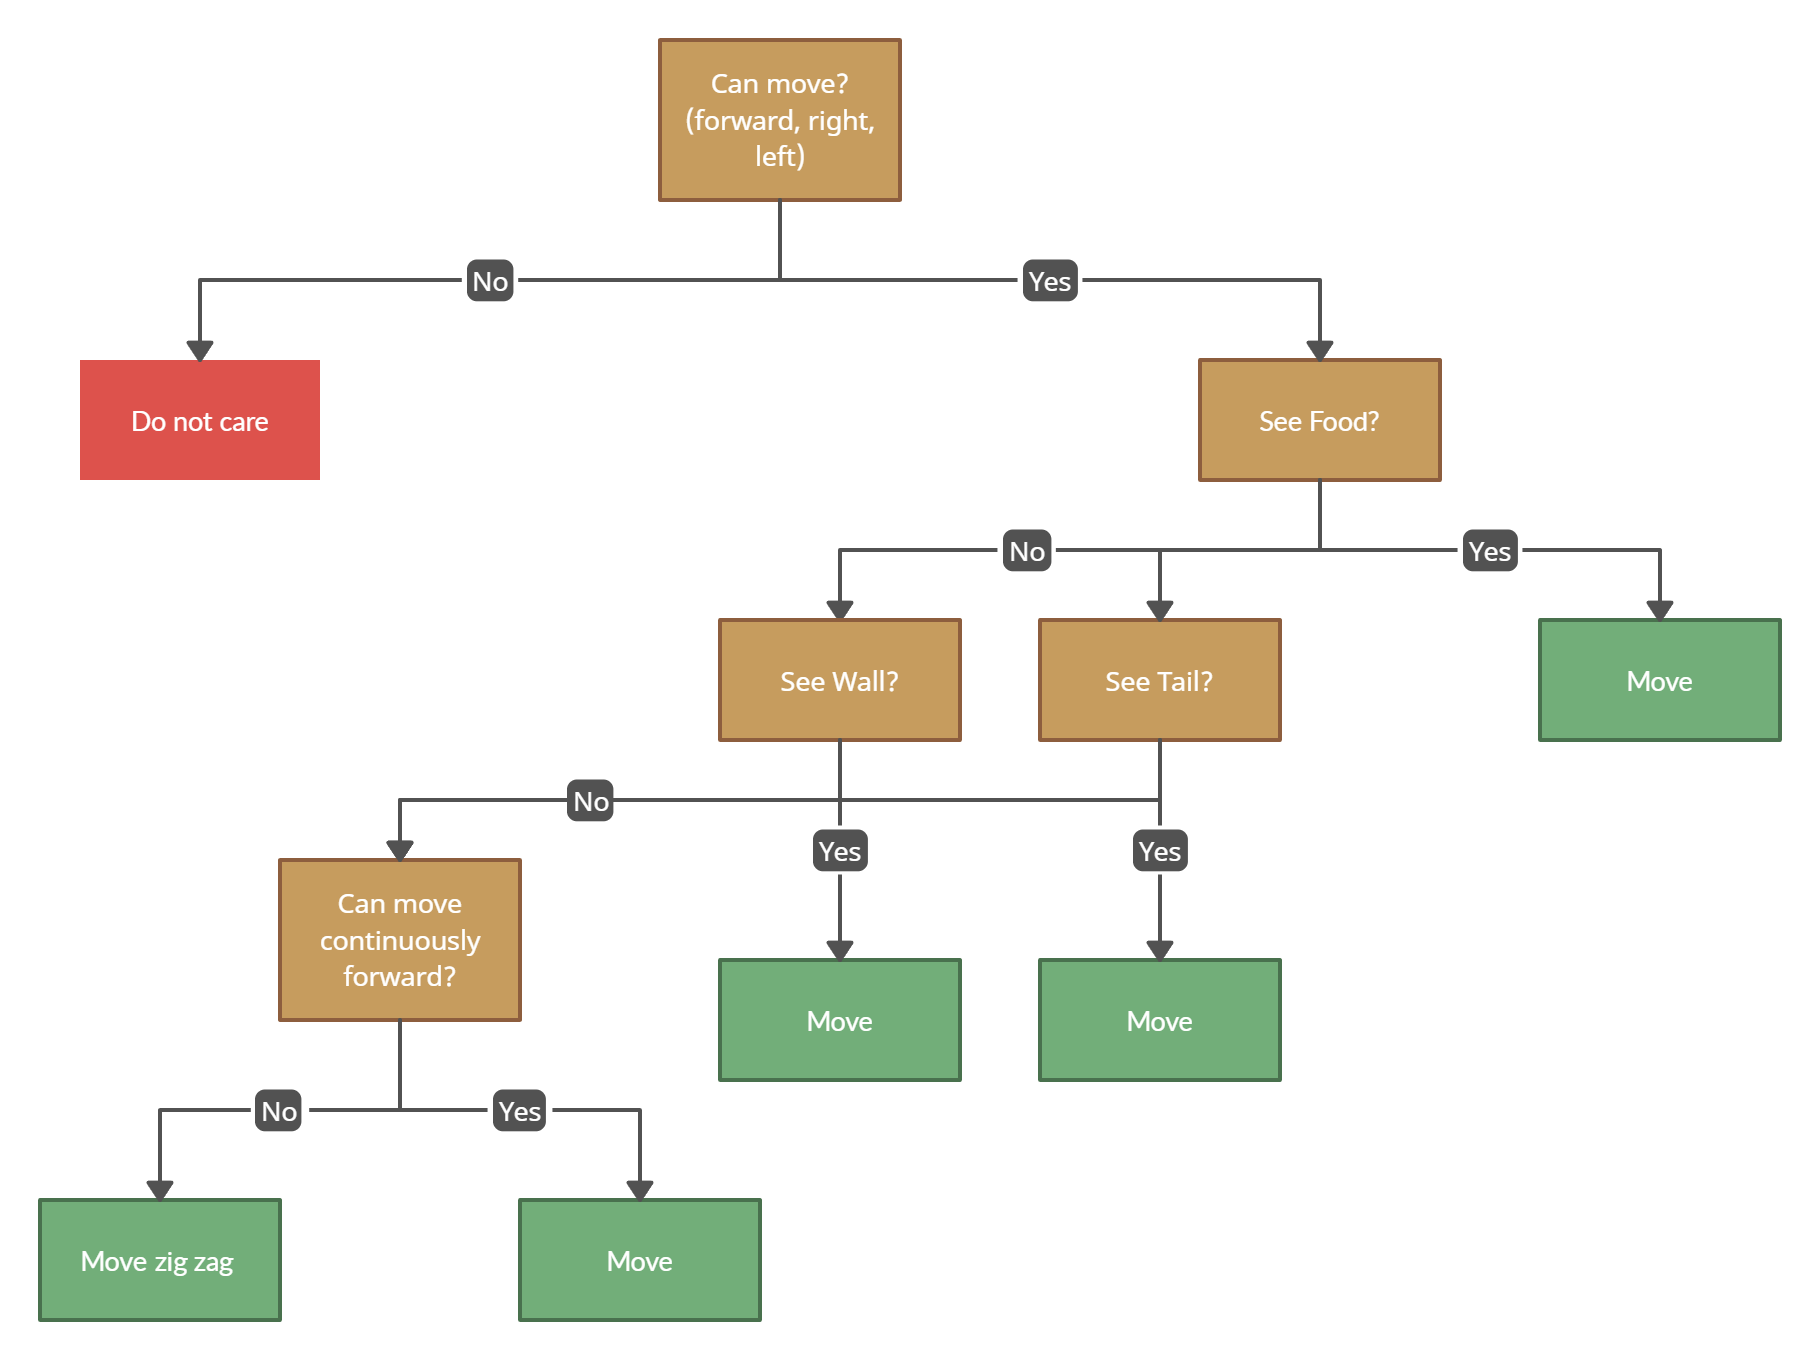 Can move?
(forward, right,
left)
No
Yes
Do not care
See Food?
No
Yes
See Wall?
See Tail?
Move
No
Yes
Yes
Can move
continuously
forward?
Move
Move
No
Yes
Move zig zag
Move